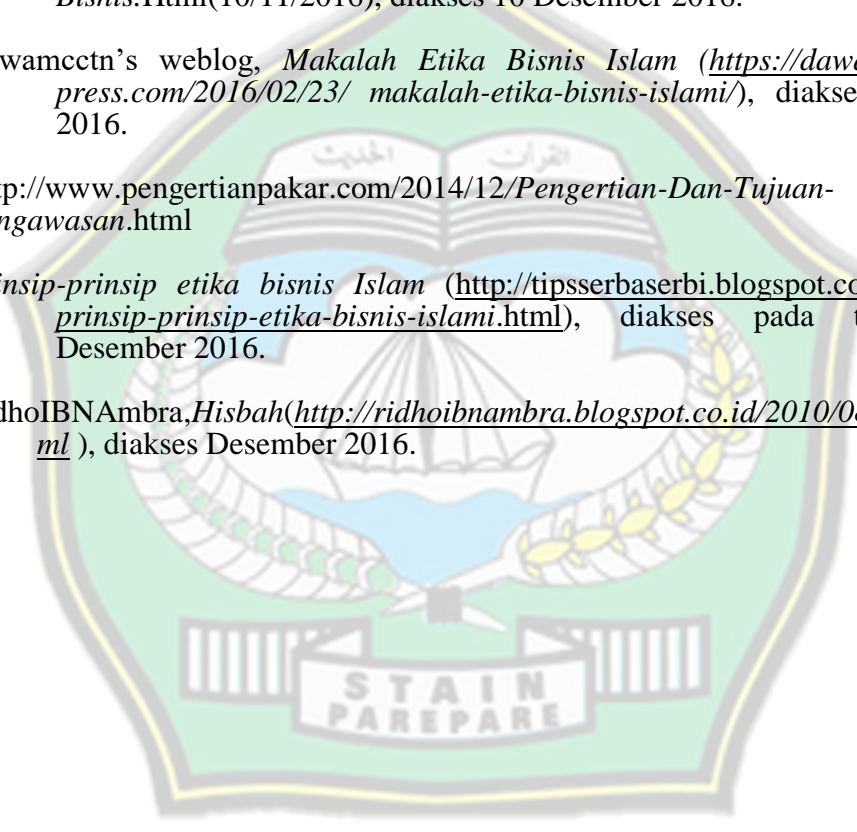 Bisnis.Html(16/11/2016), diakses 10 Desember 2016.
wamcctn’s weblog, Makalah Etika Bisnis Islam (https://dawa
press.com/2016/02/23/ makalah-etika-bisnis-islami/), diakse
2016.
الحديث القرآن
tp://www.pengertianpakar.com/2014/12/Pengertian-Dan-Tujuan-
ngawasan.html
insip-prinsip etika bisnis Islam (http://tipsserbaserbi.blogspot.co
prinsip-prinsip-etika-bisnis-islami.html), diakses pada t
Desember 2016.
dhoIBNAmbra,Hisbah(http://ridhoibnambra.blogspot.co.id/2010/0
ml ), diakses Desember 2016.
STAIN
PAREPARE